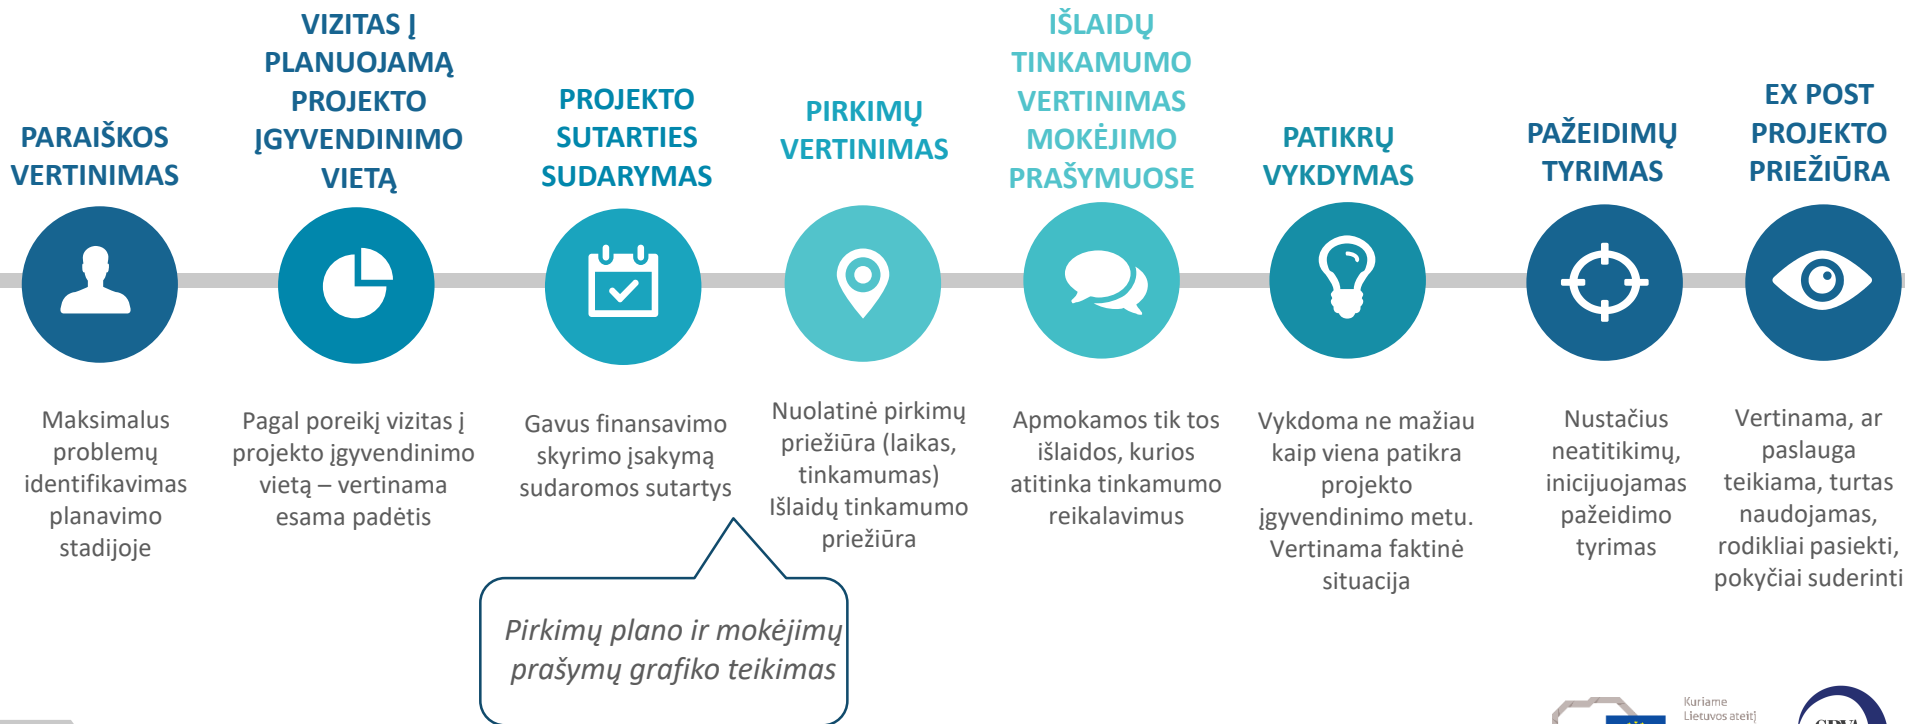 PARAIŠKOS
VERTINIMAS
Maksimalus
problemų
identifikavimas
planavimo
stadijoje
VIZITAS Į
PLANUOJAMĄ
PROJEKTO
ĮGYVENDINIMO
VIETĄ
Pagal poreikį vizitas į
projekto įgyvendinimo
vietą – vertinama
esama padėtis
PROJEKTO
SUTARTIES
SUDARYMAS
Gavus finansavimo
skyrimo įsakymą
sudaromos sutartys
Pirkimų plano ir mokėjimų
prašymų grafiko teikimas
PIRKIMŲ
VERTINIMAS
Nuolatinė pirkimų
priežiūra (laikas,
tinkamumas)
Išlaidų tinkamumo
priežiūra
IŠLAIDŲ
TINKAMUMO
VERTINIMAS
MOKĖJIMO
PRAŠYMUOSE
Apmokamos tik tos
išlaidos, kurios
atitinka tinkamumo
reikalavimus
PATIKRŲ
VYKDYMAS
Vykdoma ne mažiau
kaip viena patikra
projekto
įgyvendinimo metu.
Vertinama faktinė
situacija
PAŽEIDIMŲ
TYRIMAS
Nustačius
neatitikimų,
inicijuojamas
pažeidimo
tyrimas
EX POST
PROJEKTO
PRIEŽIŪRA
Vertinama, ar
paslauga
teikiama, turtas
naudojamas,
rodikliai pasiekti,
pokyčiai suderinti
Kuriame
Lietuvos ateitį